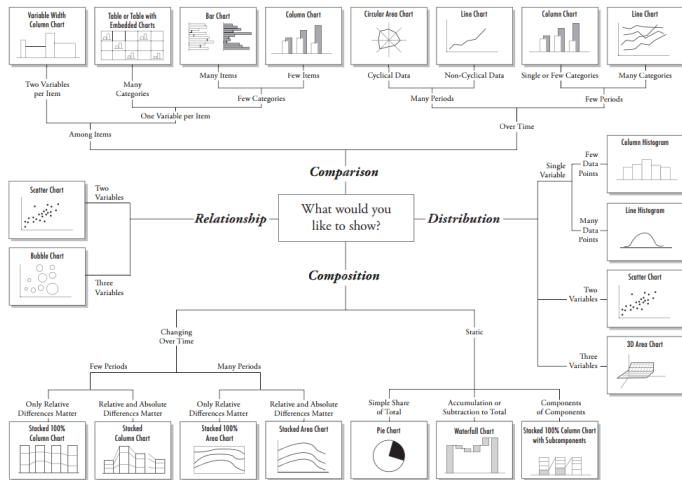 Variable Width
Column Chart
Table or Table with
Embedded Charts
Bar Chart
Column Chart
Circular Area Chart
Line Chart
Column Chart
Line Chart
Two Variables
per Item
Many
Categories
Many Items
Few Items
Cyclical Data
Non-Cyclical Data
Single or Few Categories
Many Categories
Few Categories
Many Periods
Few Periods
One Variable per Item
Among Items
Over Time
Comparison
What would you
like to show?
Relationship
Distribution
Composition
Scatter Chart
Two
Variables
Bubble Chart
Three
Variables
Single
Variable
Few
Data
Points
Column Histogram
Many
Data
Points
Line Histogram
Two
Variables
Scatter Chart
Three
Variables
3D Area Chart
Changing
Over Time
Static
Few Periods
Many Periods
Only Relative
Differences Matter
Relative and Absolute
Differences Matter
Only Relative
Differences Matter
Relative and Absolute
Differences Matter
Simple Share
of Total
Accumulation or
Subtraction to Total
Components
of Components
Stacked 100%
Column Chart
Stacked
Column Chart
Stacked 100%
Area Chart
Stacked Area Chart
Pie Chart
Waterfall Chart
Stacked 100% Column Chart
with Subcomponents